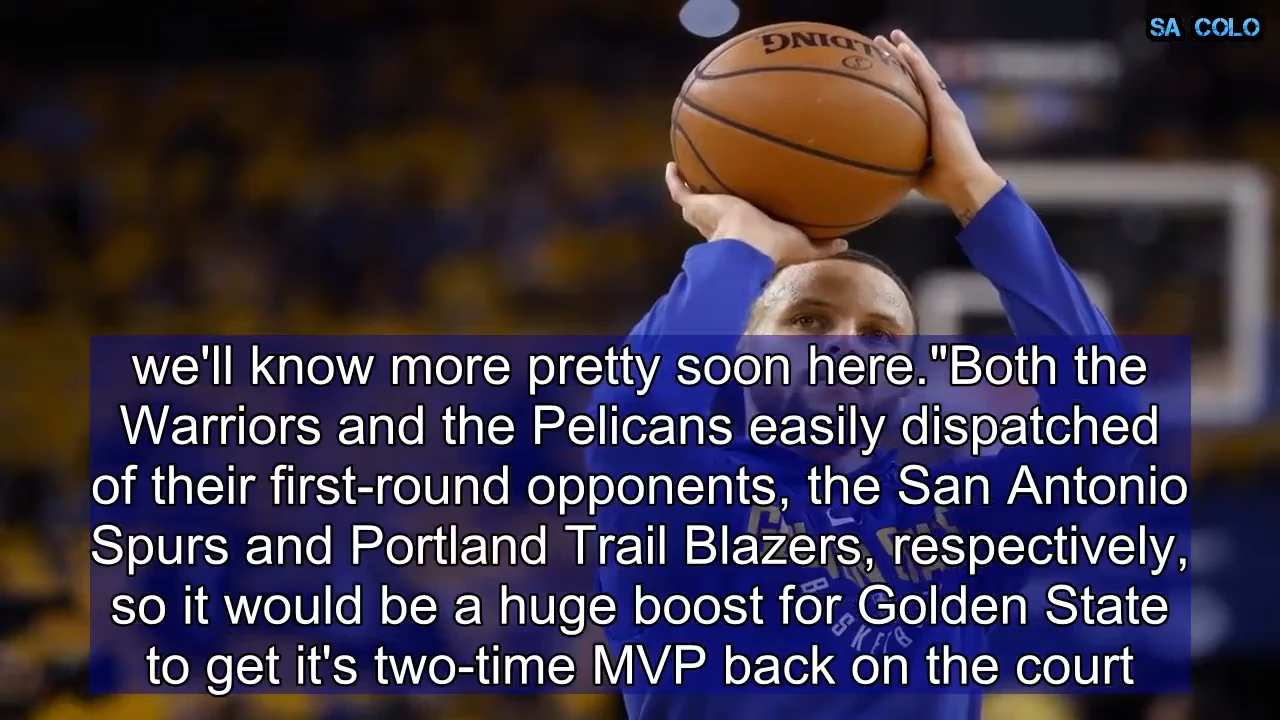 SA COLO
SPALDING
we'll know more pretty soon here."Both the
Warriors and the Pelicans easily dispatched
of their first-round opponents, the San Antonio
Spurs and Portland Trail Blazers, respectively,
so it would be a huge boost for Golden State
to get it's two-time MVP back on the court